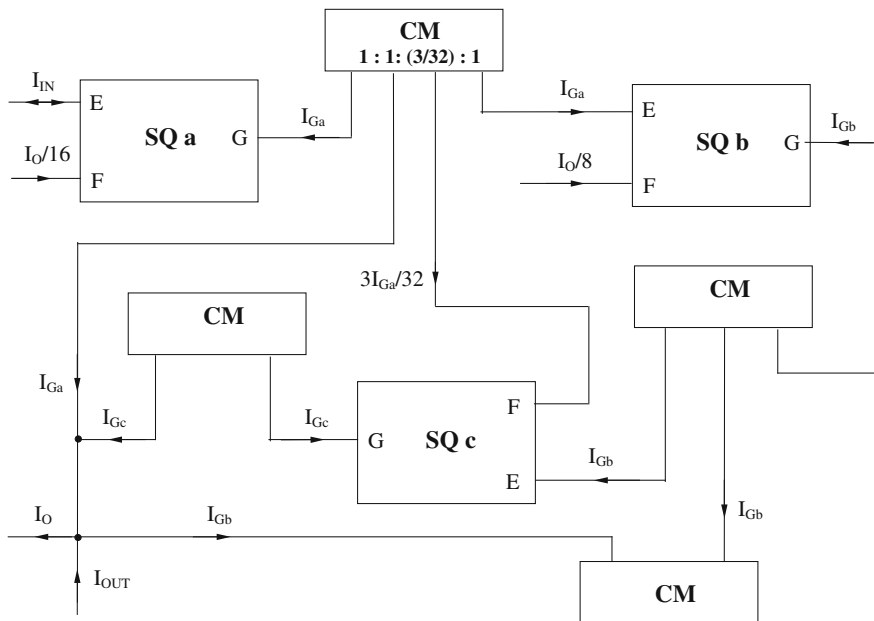 CM
1 : 1: (3/32) : 1
I_IN
E
I_Ga
SQ a
G
I_O/16
F
I_Ga
E
I_Gb
SQ b
G
I_O/8
F
3I_Ga/32
CM
CM
I_Ga
I_Gc
I_Gc
F
G
SQ c
I_Gb
E
I_O
I_Gb
I_Gb
I_OUT
CM